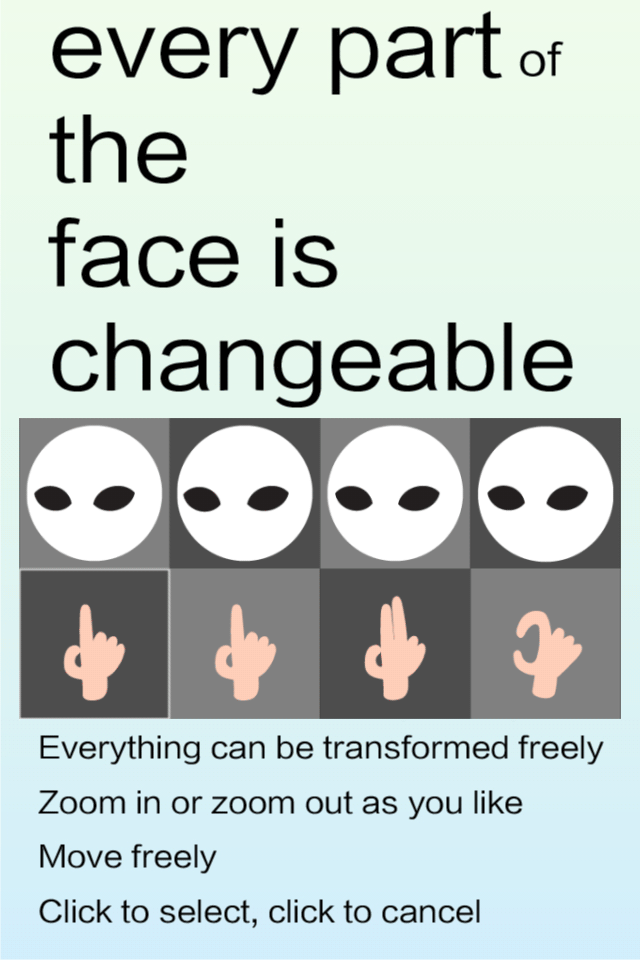 every part of
the
face is
changeable
Everything can be transformed freely
Zoom in or zoom out as you like
Move freely
Click to select, click to cancel